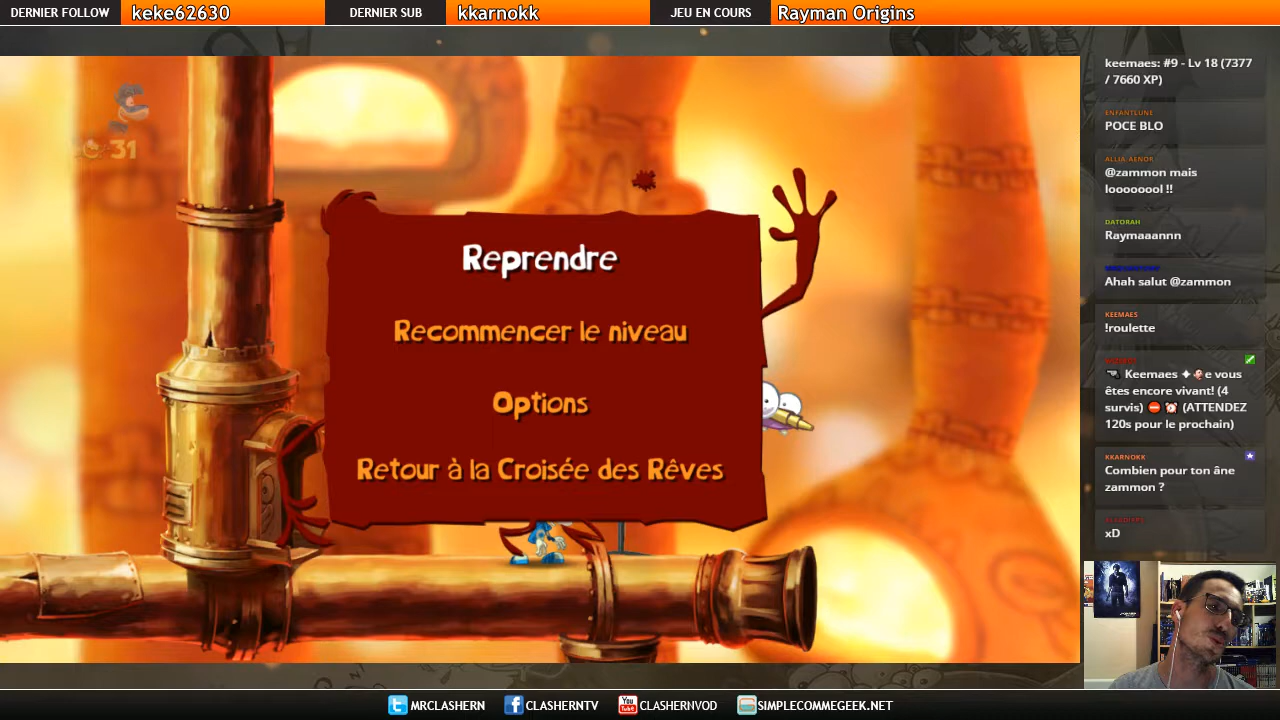 DERNIER FOLLOW
keke62630
DERNIER SUB
kkarnokk
JEU EN COURS
Rayman Origins
31
Reprendre
Recommencer le niveau
Options
Retour à la Croisée des Rêves
keemaes: #9 - Lv 18 (7377
/ 7660 XP)
ENFANTLUNE
POCE BLO
ALLIA AENOR
@zammon mais
loooooool !!
DATORAH
Raymaaannn
Ahah salut @zammon
KEEMAES
!roulette
Keemaes ✦ e vous
êtes encore vivant! (4
survis) (ATTENDEZ
120s pour le prochain)
KKARNOKK
Combien pour ton âne
zammon ?
xD
MRCLASHERN
CLASHERNTV
CLASHERNVOD
SIMPLECOMMEGEEK.NET